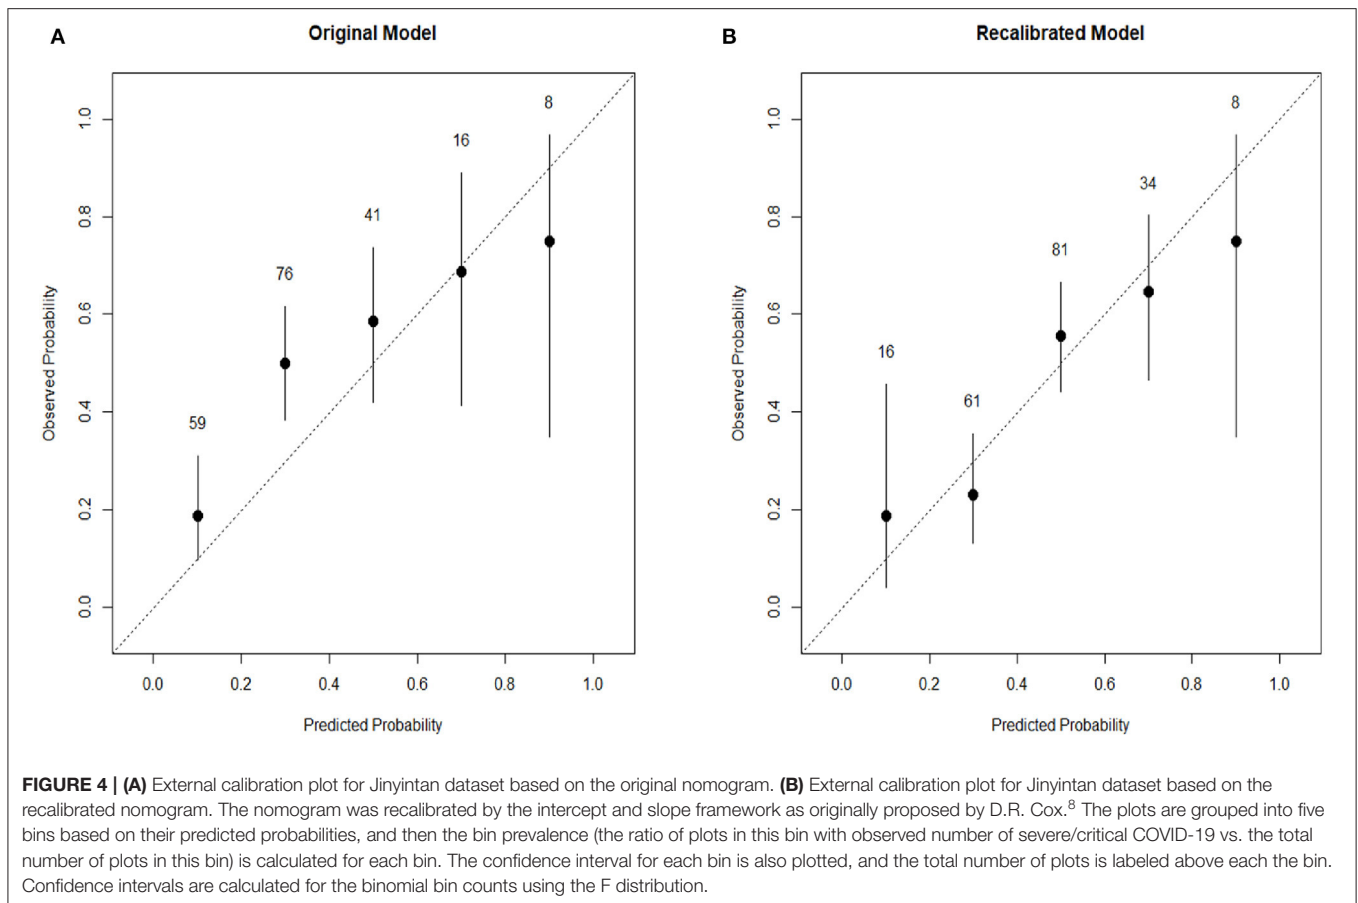 A
Original Model
8
16
41
76
59
1.0
0.8
0.6
0.4
0.2
0.0
Observed Probability
0.0 0.2 0.4 0.6 0.8 1.0
Predicted Probability
B
Recalibrated Model
8
34
81
16
61
1.0
0.8
0.6
0.4
0.2
0.0
Observed Probability
0.0 0.2 0.4 0.6 0.8 1.0
Predicted Probability
FIGURE 4 | (A) External calibration plot for Jinyintan dataset based on the original nomogram. (B) External calibration plot for Jinyintan dataset based on the
recalibrated nomogram. The nomogram was recalibrated by the intercept and slope framework as originally proposed by D.R. Cox.⁸ The plots are grouped into five
bins based on their predicted probabilities, and then the bin prevalence (the ratio of plots in this bin with observed number of severe/critical COVID-19 vs. the total
number of plots in this bin) is calculated for each bin. The confidence interval for each bin is also plotted, and the total number of plots is labeled above each the bin.
Confidence intervals are calculated for the binomial bin counts using the F distribution.